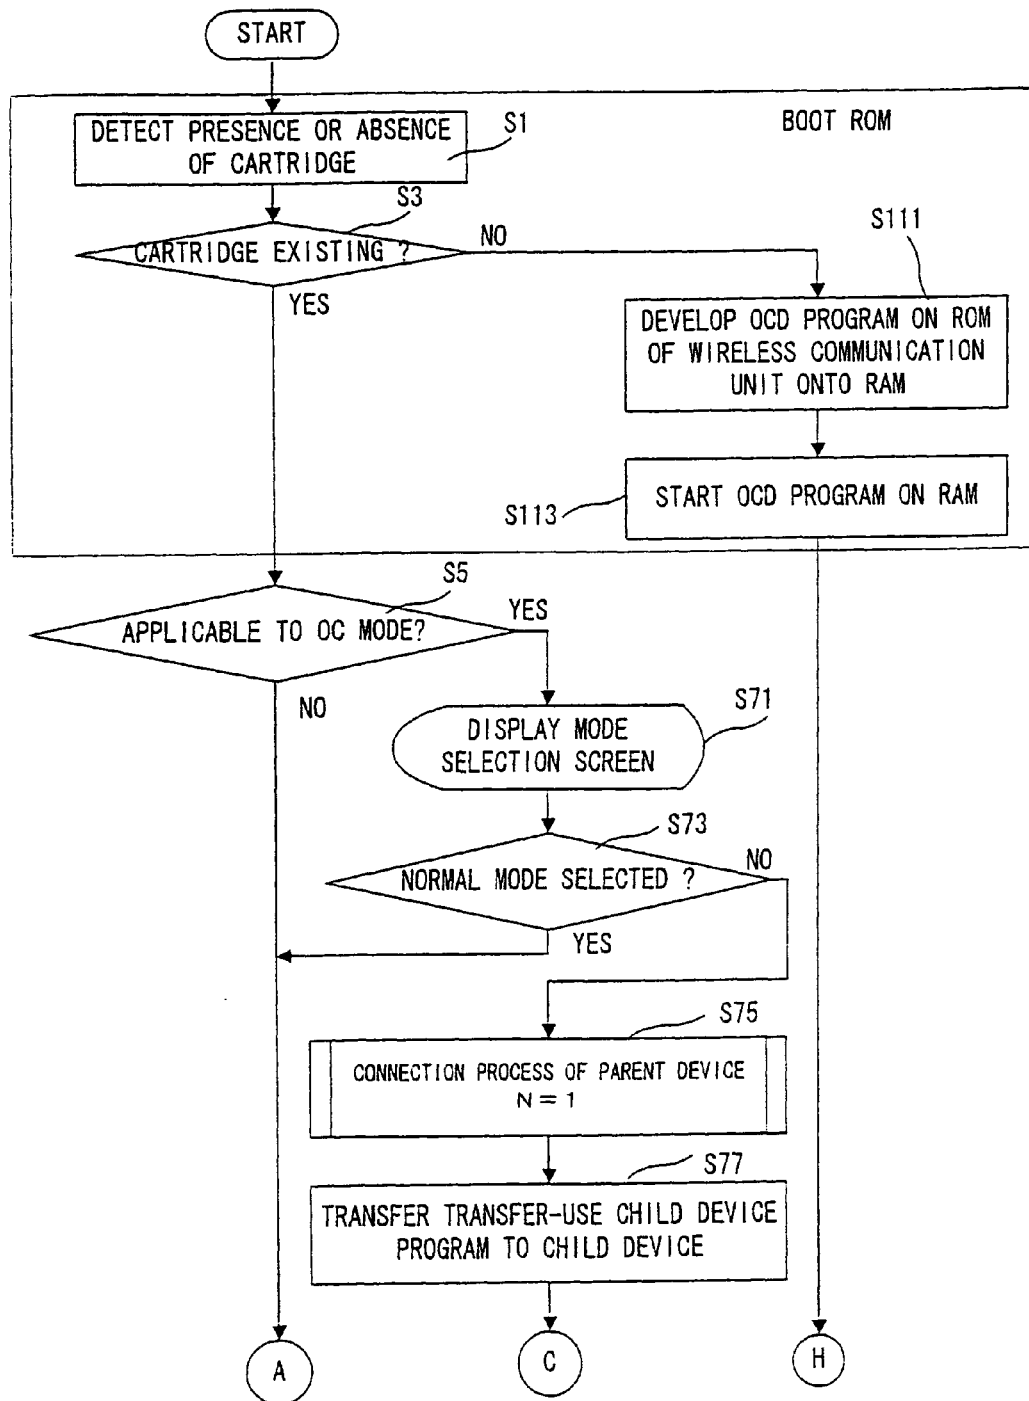 START
BOOT ROM
DETECT PRESENCE OR ABSENCE
OF CARTRIDGE
S1
S3
CARTRIDGE EXISTING ?
NO
YES
S111
DEVELOP OCD PROGRAM ON ROM
OF WIRELESS COMMUNICATION
UNIT ONTO RAM
START OCD PROGRAM ON RAM
S113
S5
APPLICABLE TO OC MODE?
YES
NO
S71
DISPLAY MODE
SELECTION SCREEN
S73
NORMAL MODE SELECTED ?
NO
YES
S75
CONNECTION PROCESS OF PARENT DEVICE
N = 1
S77
TRANSFER TRANSFER-USE CHILD DEVICE
PROGRAM TO CHILD DEVICE
A
C
H